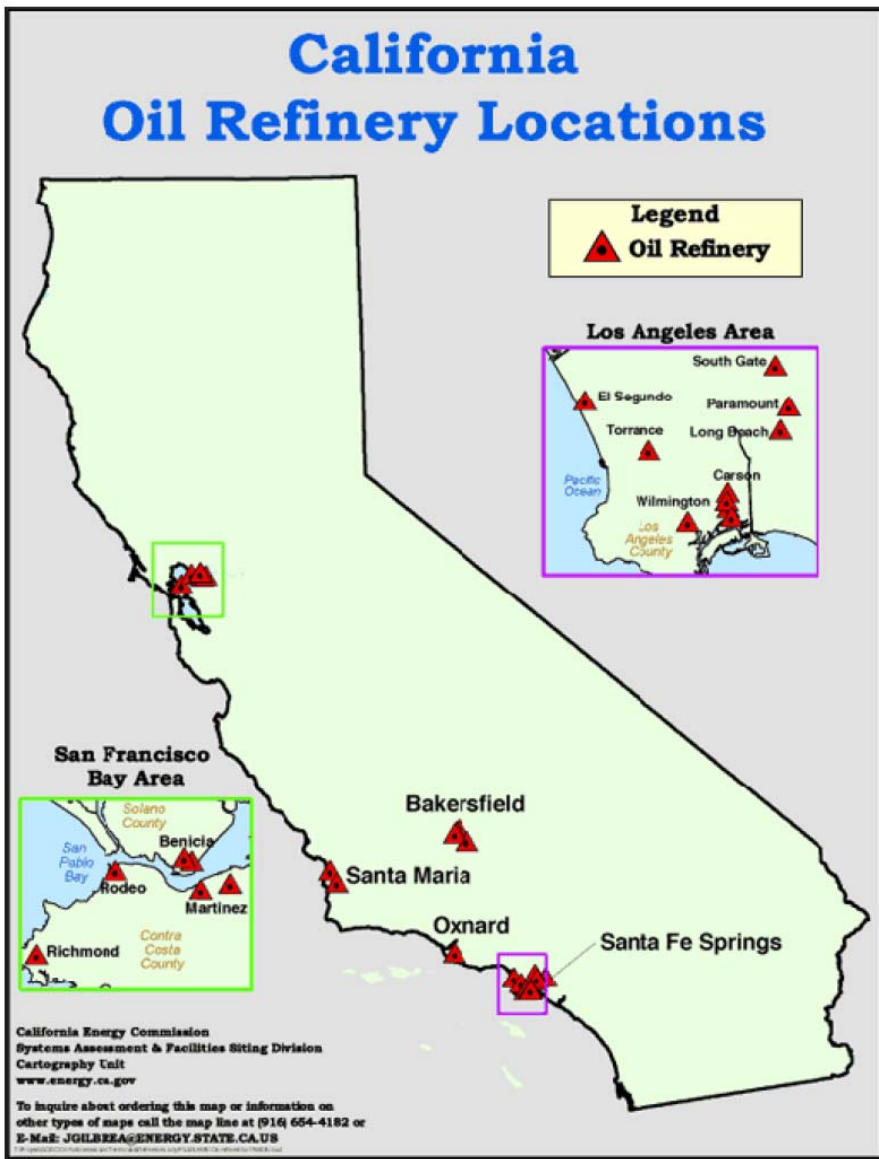 California
Oil Refinery Locations
Legend
Oil Refinery
Los Angeles Area
South Gate
El Segundo
Paramount
Torrance
Long Beach
Pacific
Ocean
Carson
Wilmington
Los
Angeles
County
San Francisco
Bay Area
Solano
County
San
Pablo
Bay
Benicia
Rodeo
Martinez
Richmond
Contra
Costa
County
Bakersfield
Santa Maria
Oxnard
Santa Fe Springs
California Energy Commission
Systems Assessment & Facilities Siting Division
Cartography Unit
www.energy.ca.gov
To inquire about ordering this map or information on
other types of maps call the map line at (916) 654-4182 or
E-Mail: JGILBREA@ENERGY.STATE.CA.US